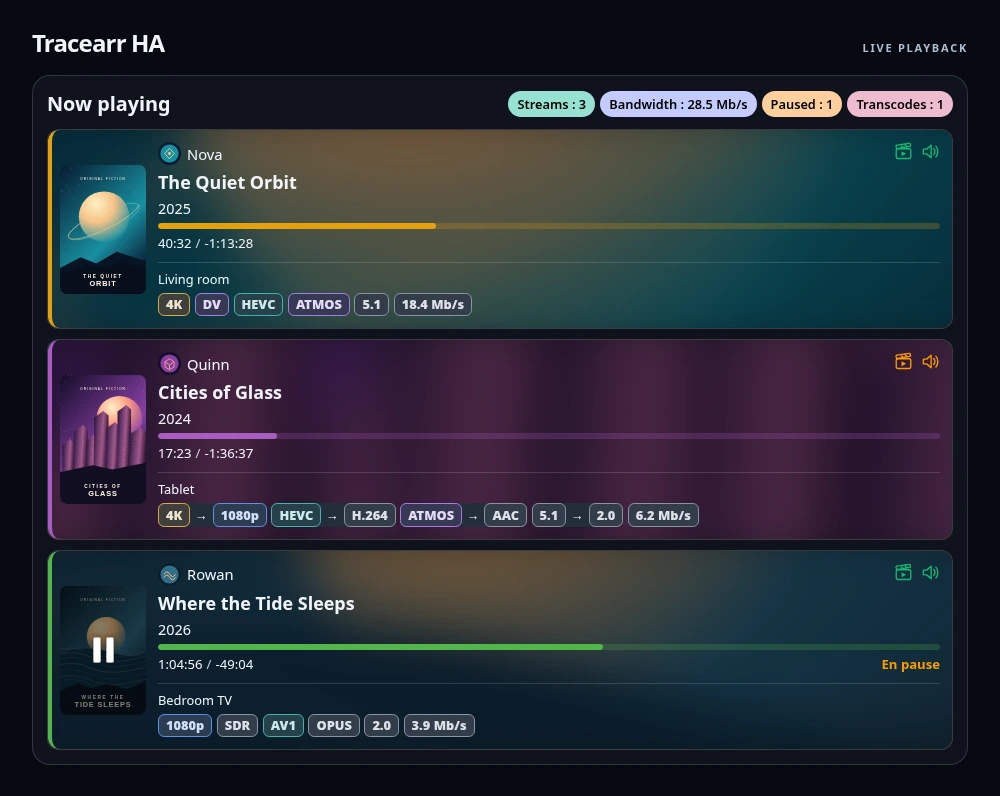 Tracearr HA
LIVE PLAYBACK
Now playing
Streams : 3
Bandwidth : 28.5 Mb/s
Paused : 1
Transcodes : 1
ORIGINAL FICTION
THE QUIET
ORBIT
Nova
The Quiet Orbit
2025
40:32 / -1:13:28
Living room
4K DV HEVC ATMOS 5.1 18.4 Mb/s
ORIGINAL FICTION
CITIES OF
GLASS
Quinn
Cities of Glass
2024
17:23 / -1:36:37
Tablet
4K → 1080p HEVC → H.264 ATMOS → AAC 5.1 → 2.0 6.2 Mb/s
ORIGINAL FICTION
WHERE THE
TIDE SLEEPS
Rowan
Where the Tide Sleeps
2026
1:04:56 / -49:04
En pause
Bedroom TV
1080p SDR AV1 OPUS 2.0 3.9 Mb/s